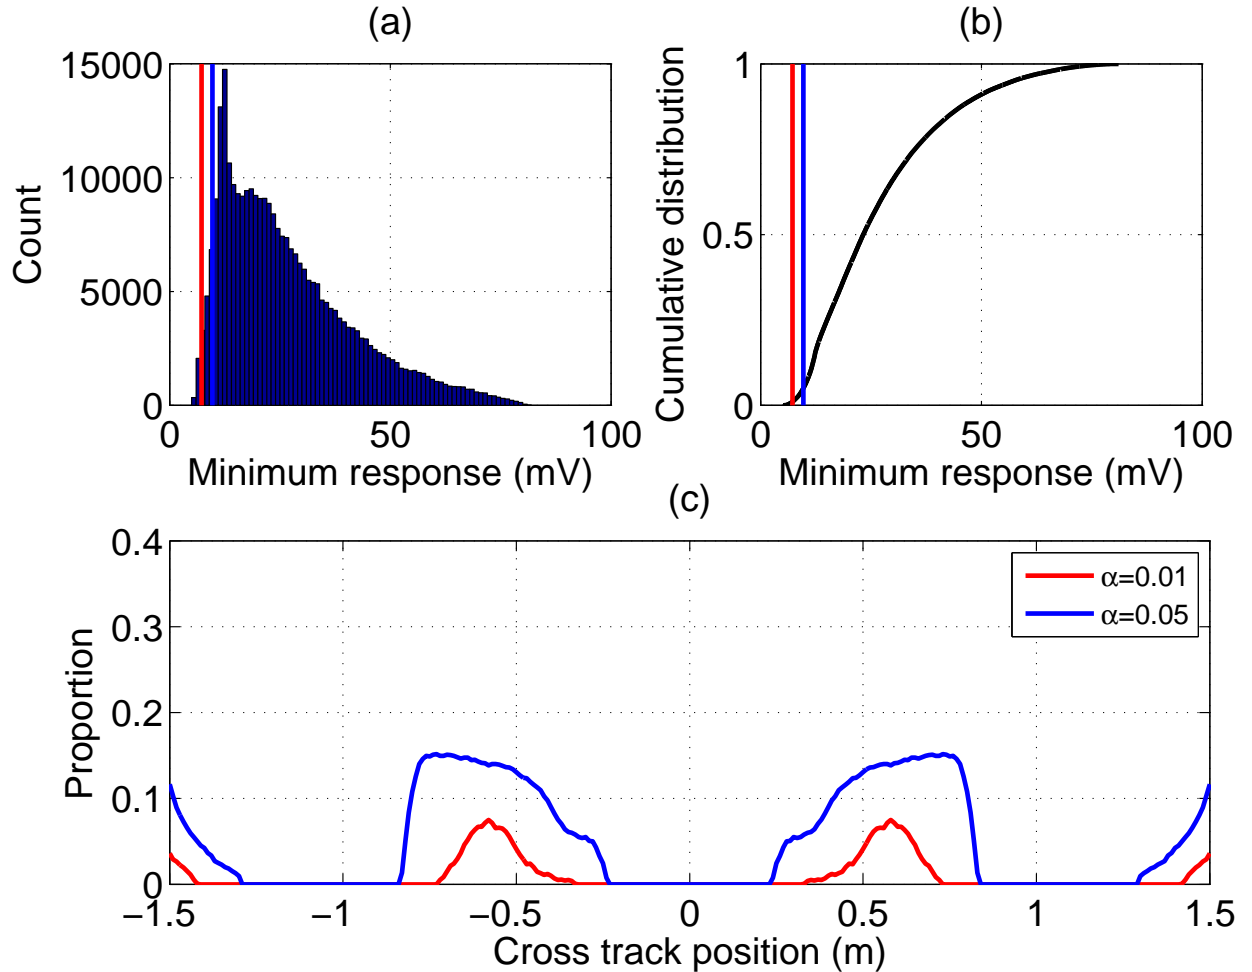 (a)
15000
10000
5000
0
Count
0 50 100
Minimum response (mV)
(b)
1
0.5
0
Cumulative distribution
0 50 100
Minimum response (mV)
(c)
0.4
0.3
0.2
0.1
0
Proportion
α=0.01
α=0.05
−1.5 −1 −0.5 0 0.5 1 1.5
Cross track position (m)